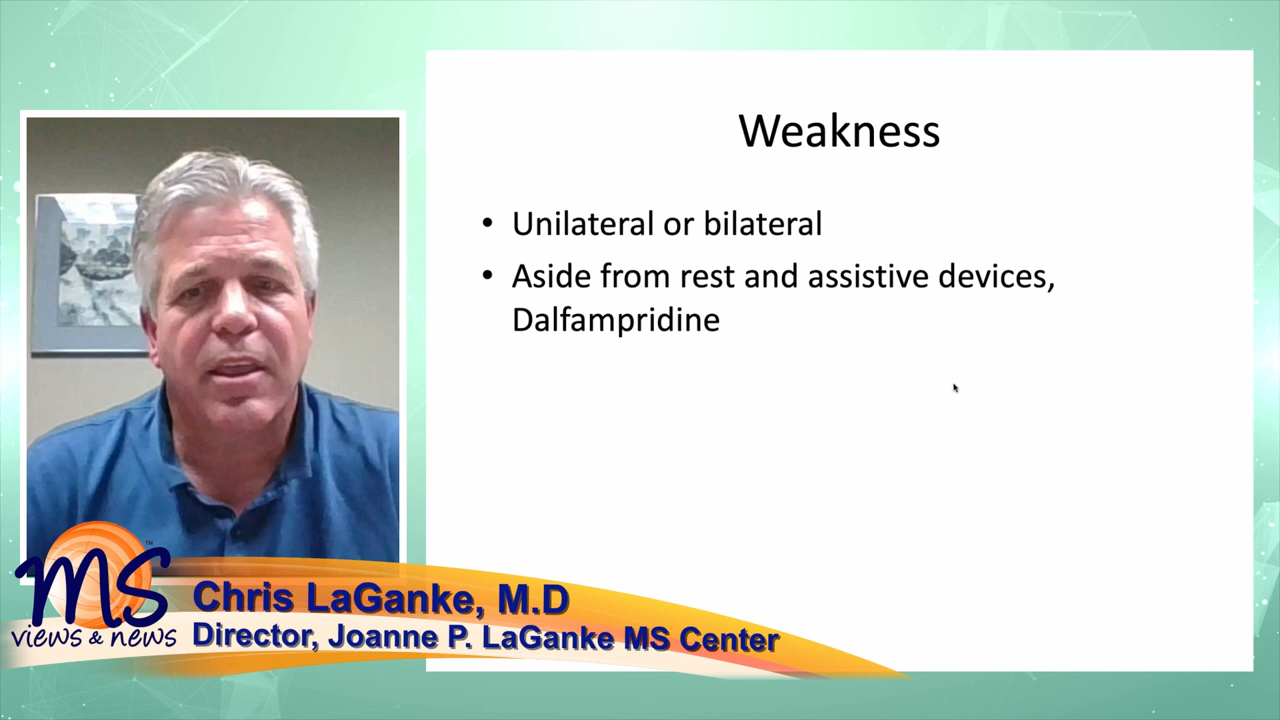 Weakness
• Unilateral or bilateral
• Aside from rest and assistive devices,
Dalfampridine
MS
™
views & news
Chris LaGanke, M.D
Director, Joanne P. LaGanke MS Center